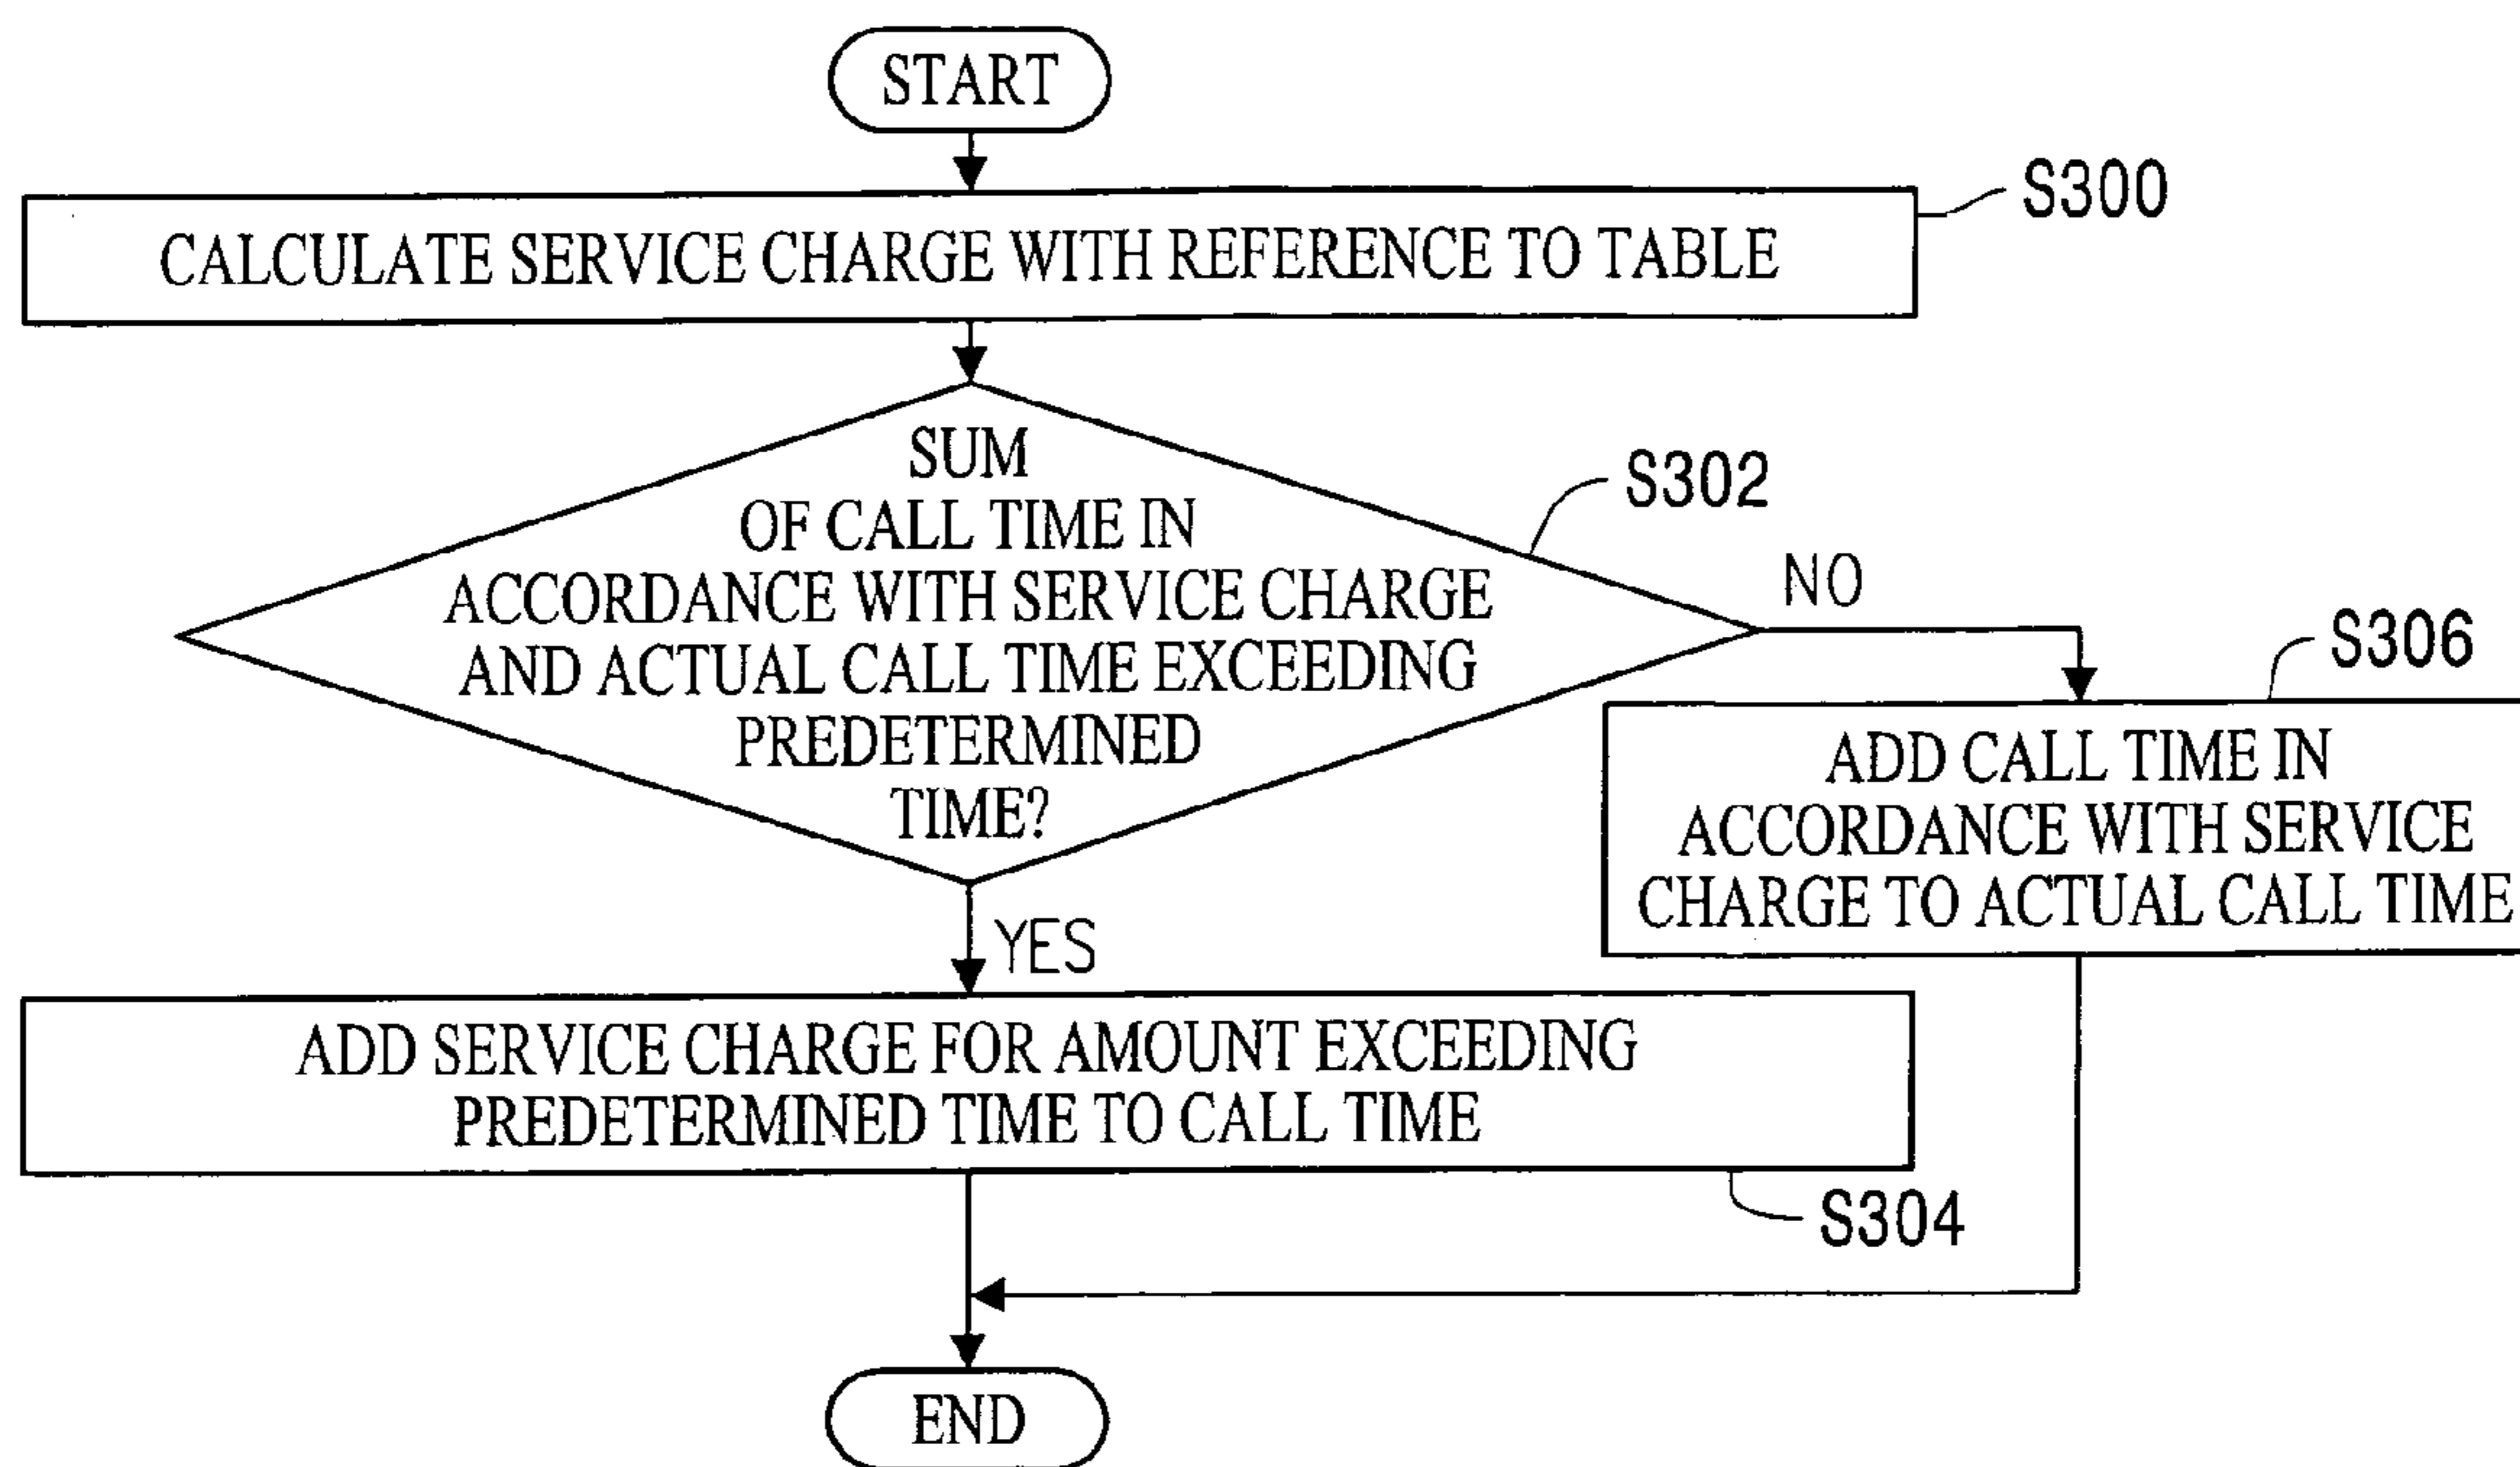 START
S300
CALCULATE SERVICE CHARGE WITH REFERENCE TO TABLE
S302
SUM
OF CALL TIME IN
ACCORDANCE WITH SERVICE CHARGE
AND ACTUAL CALL TIME EXCEEDING
PREDETERMINED
TIME?
NO
S306
ADD CALL TIME IN
ACCORDANCE WITH SERVICE
CHARGE TO ACTUAL CALL TIME
YES
ADD SERVICE CHARGE FOR AMOUNT EXCEEDING
PREDETERMINED TIME TO CALL TIME
S304
END